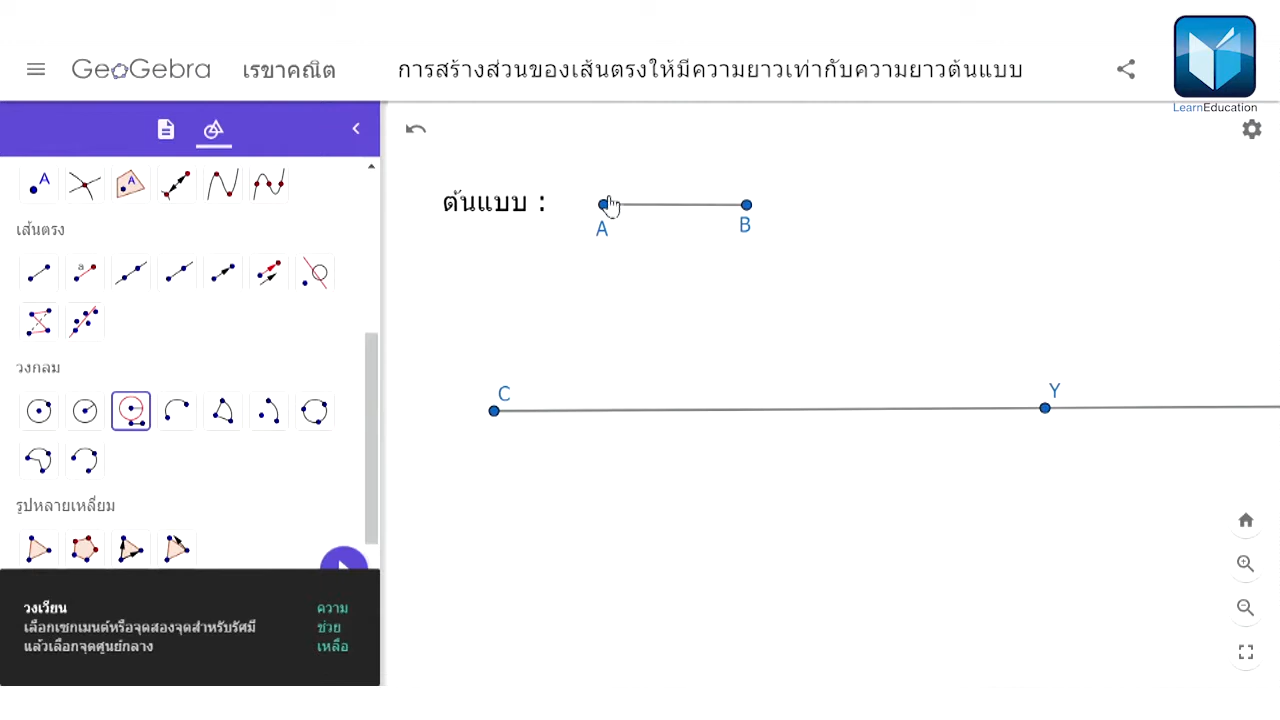 GeoGebra เรขาคณิต การสร้างส่วนของเส้นตรงให้มีความยาวเท่ากับความยาวต้นแบบ
LearnEducation
A
A
ต้นแบบ :
A
B
เส้นตรง
a
วงกลม
C
Y
รูปหลายเหลี่ยม
วงเวียน
ความ
เลือกเซกเมนต์หรือจุดสองจุดสำหรับรัศมี
ช่วย
แล้วเลือกจุดศูนย์กลาง
เหลือ